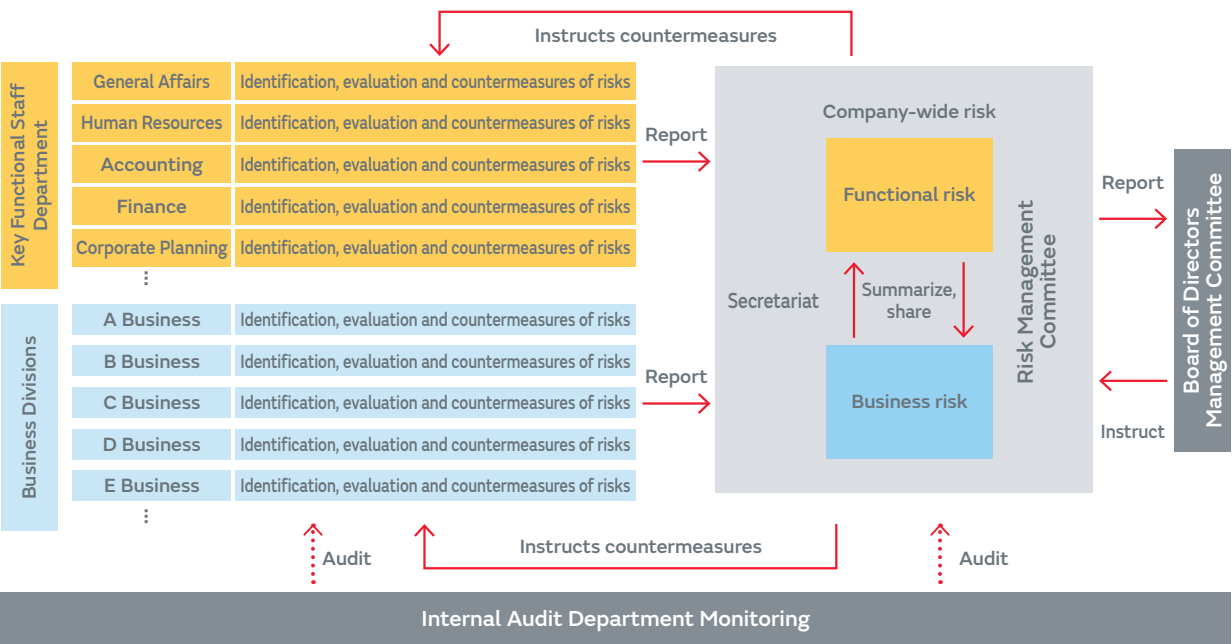 Instructs countermeasures
Key Functional Staff
Department
General Affairs
Identification, evaluation and countermeasures of risks
Human Resources
Identification, evaluation and countermeasures of risks
Accounting
Identification, evaluation and countermeasures of risks
Finance
Identification, evaluation and countermeasures of risks
Corporate Planning
Identification, evaluation and countermeasures of risks
⋮
Report
Business Divisions
A Business
Identification, evaluation and countermeasures of risks
B Business
Identification, evaluation and countermeasures of risks
C Business
Identification, evaluation and countermeasures of risks
D Business
Identification, evaluation and countermeasures of risks
E Business
Identification, evaluation and countermeasures of risks
⋮
Report
Company-wide risk
Functional risk
Secretariat
Summarize,
share
Business risk
Risk Management
Committee
Report
Instruct
Board of Directors
Management Committee
Audit
Instructs countermeasures
Audit
Internal Audit Department Monitoring